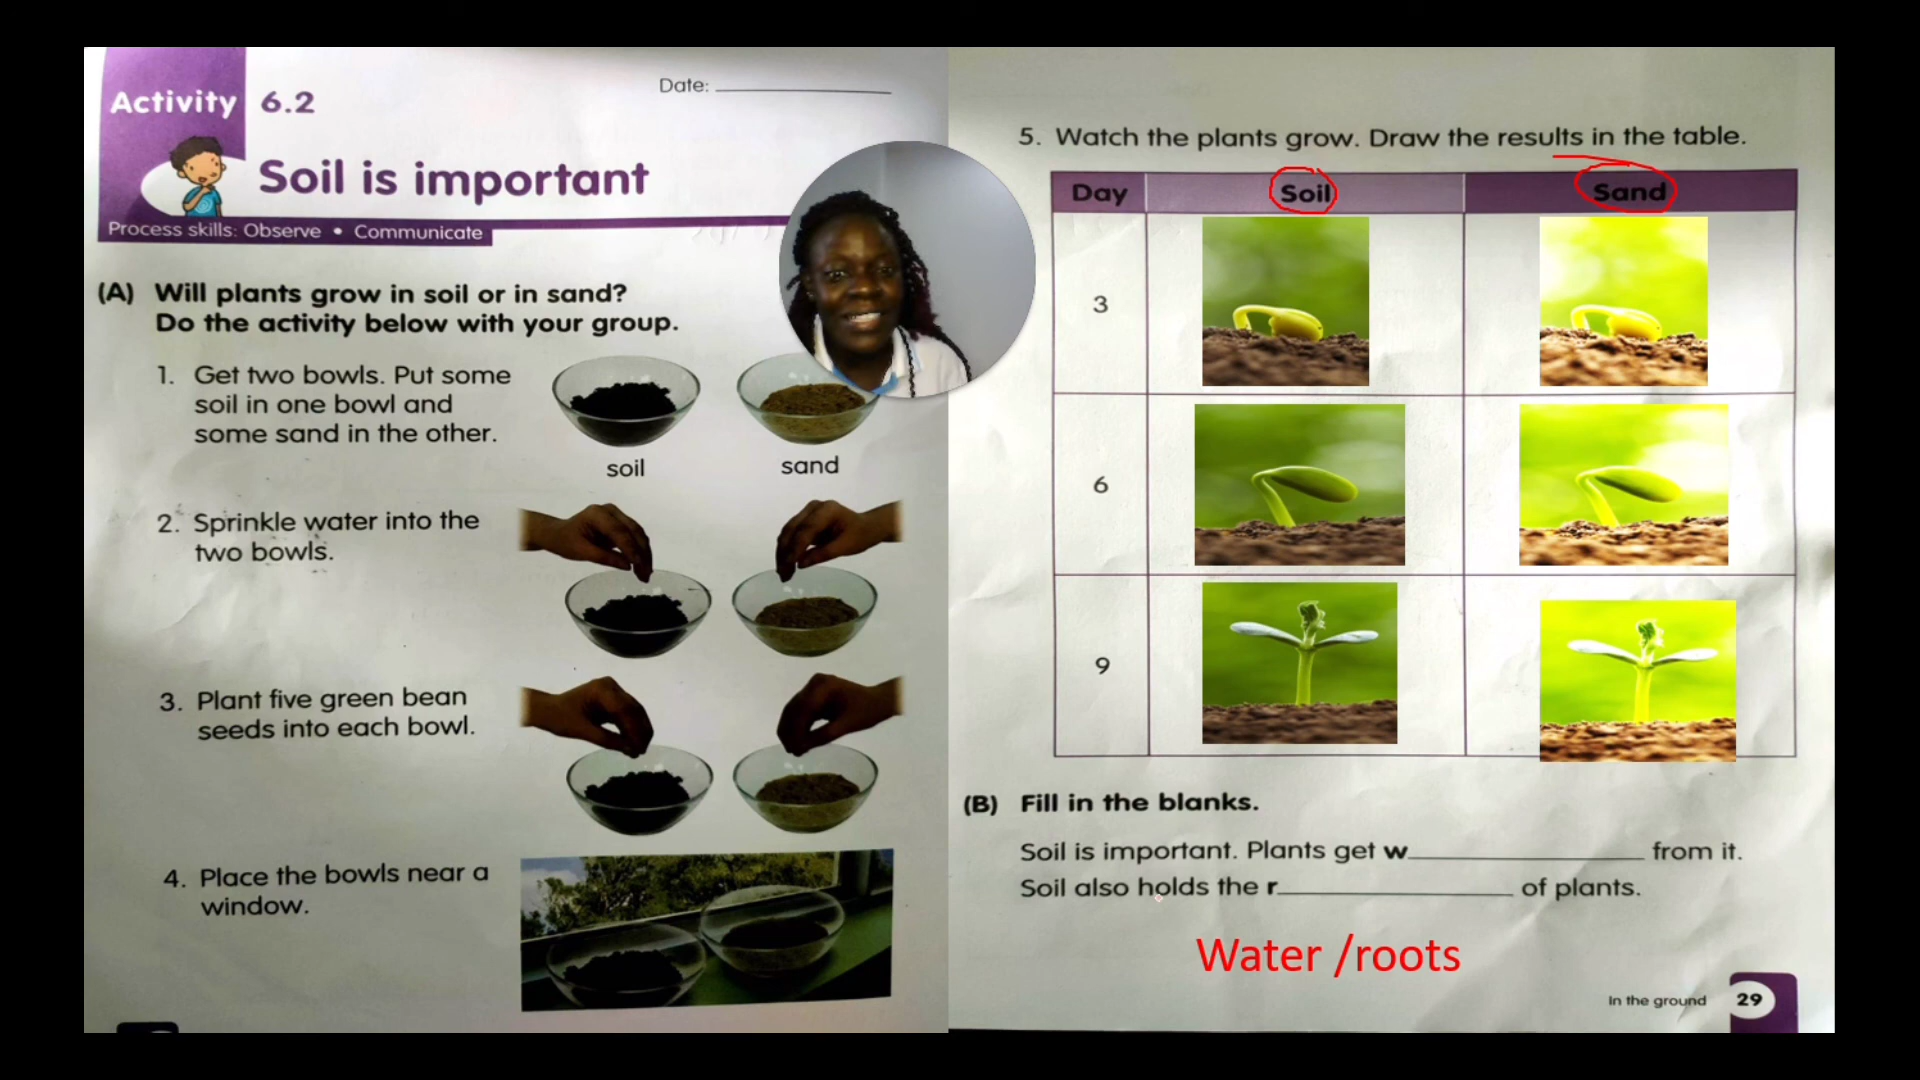 Date:
Activity 6.2
Soil is important
Process skills: Observe • Communicate
(A) Will plants grow in soil or in sand?
Do the activity below with your group.
1. Get two bowls. Put some
soil in one bowl and
some sand in the other.
soil
sand
2. Sprinkle water into the
two bowls.
3. Plant five green bean
seeds into each bowl.
4. Place the bowls near a
window.
5. Watch the plants grow. Draw the results in the table.
Day Soil Sand
3
6
9
(B) Fill in the blanks.
Soil is important. Plants get w____________ from it.
Soil also holds the r____________ of plants.
Water /roots
In the ground 29